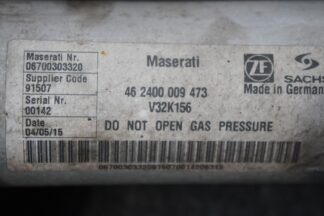 Maserati Nr.
06700303320
Supplier Code
91507
Serial Nr.
00142
Date
04/05/15
Maserati
46 2400 009 473
V32K156
DO NOT OPEN GAS PRESSURE
ZF
SACHS
Made in Germany